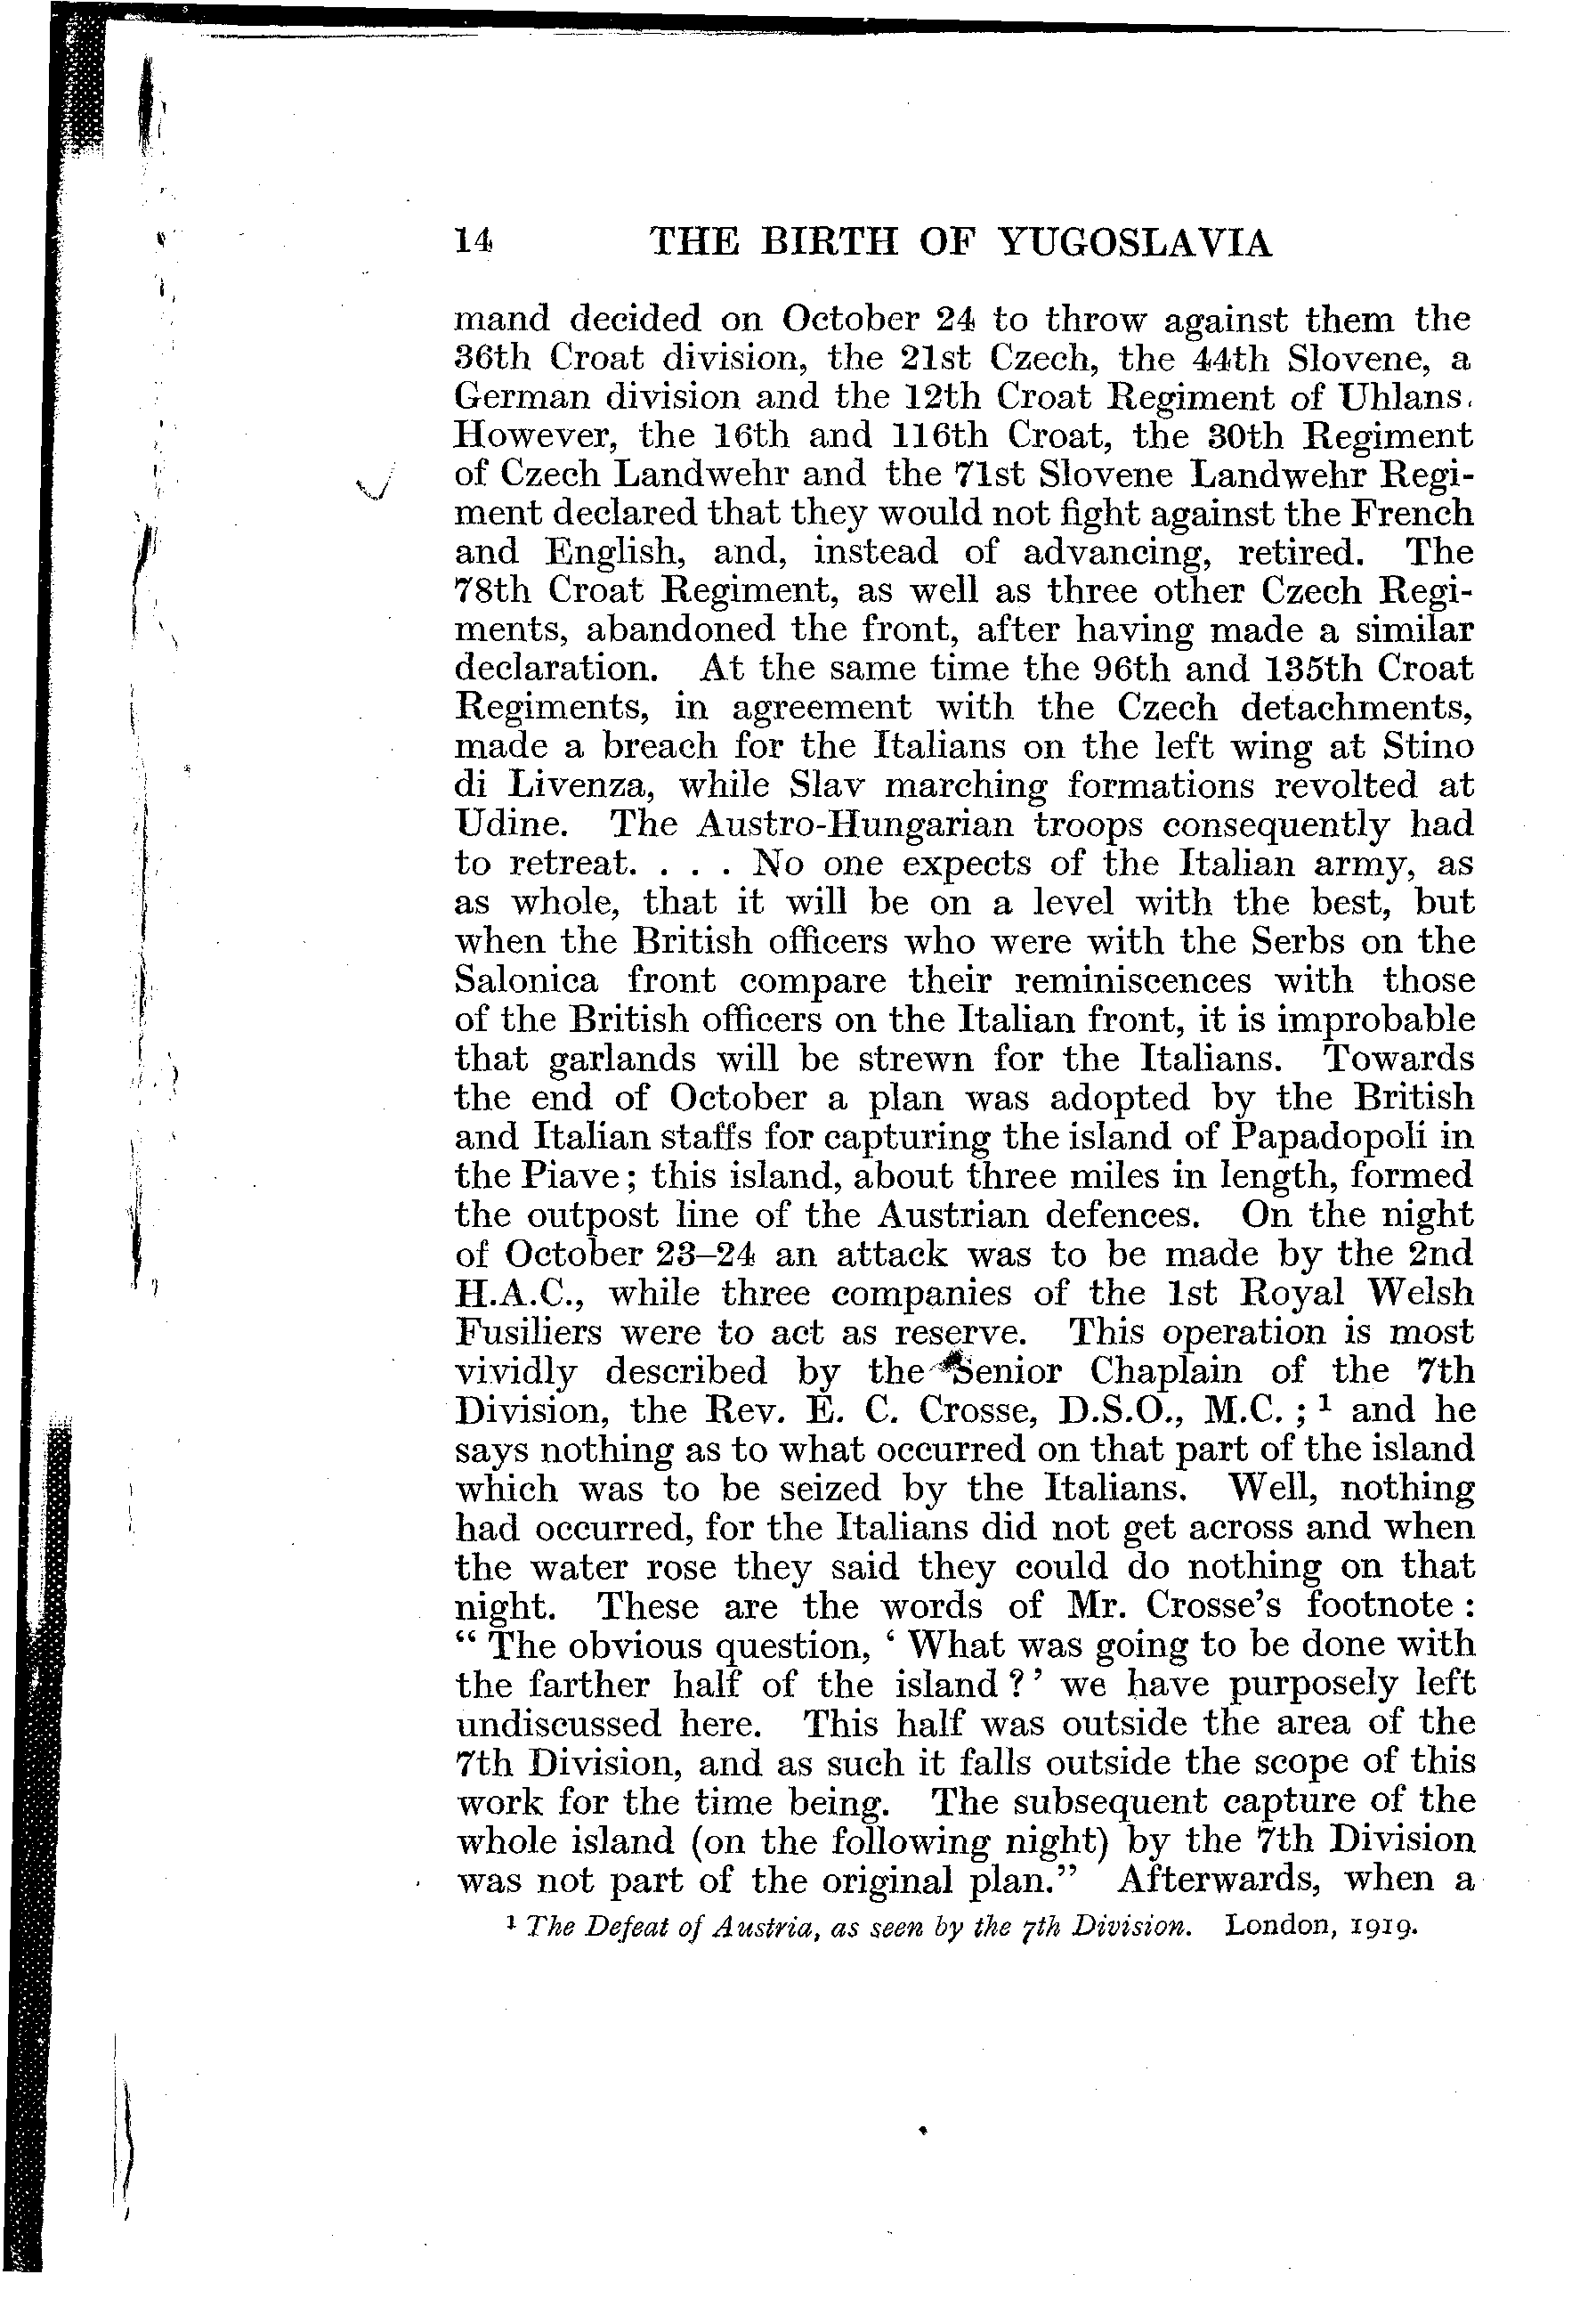 14 THE BIRTH OF YUGOSLAVIA
mand decided on October 24 to throw against them the
36th Croat division, the 21st Czech, the 44th Slovene, a
German division and the 12th Croat Regiment of Uhlans.
However, the 16th and 116th Croat, the 30th Regiment
of Czech Landwehr and the 71st Slovene Landwehr Regi-
ment declared that they would not fight against the French
and English, and, instead of advancing, retired. The
78th Croat Regiment, as well as three other Czech Regi-
ments, abandoned the front, after having made a similar
declaration. At the same time the 96th and 135th Croat
Regiments, in agreement with the Czech detachments,
made a breach for the Italians on the left wing at Stino
di Livenza, while Slav marching formations revolted at
Udine. The Austro-Hungarian troops consequently had
to retreat. . . . No one expects of the Italian army, as
as whole, that it will be on a level with the best, but
when the British officers who were with the Serbs on the
Salonica front compare their reminiscences with those
of the British officers on the Italian front, it is improbable
that garlands will be strewn for the Italians. Towards
the end of October a plan was adopted by the British
and Italian staffs for capturing the island of Papadopoli in
the Piave; this island, about three miles in length, formed
the outpost line of the Austrian defences. On the night
of October 23–24 an attack was to be made by the 2nd
H.A.C., while three companies of the 1st Royal Welsh
Fusiliers were to act as reserve. This operation is most
vividly described by the Senior Chaplain of the 7th
Division, the Rev. E. C. Crosse, D.S.O., M.C. ; ¹ and he
says nothing as to what occurred on that part of the island
which was to be seized by the Italians. Well, nothing
had occurred, for the Italians did not get across and when
the water rose they said they could do nothing on that
night. These are the words of Mr. Crosse's footnote :
“ The obvious question, ‘ What was going to be done with
the farther half of the island ? ’ we have purposely left
undiscussed here. This half was outside the area of the
7th Division, and as such it falls outside the scope of this
work for the time being. The subsequent capture of the
whole island (on the following night) by the 7th Division
was not part of the original plan.” Afterwards, when a
¹ The Defeat of Austria, as seen by the 7th Division. London, 1919.